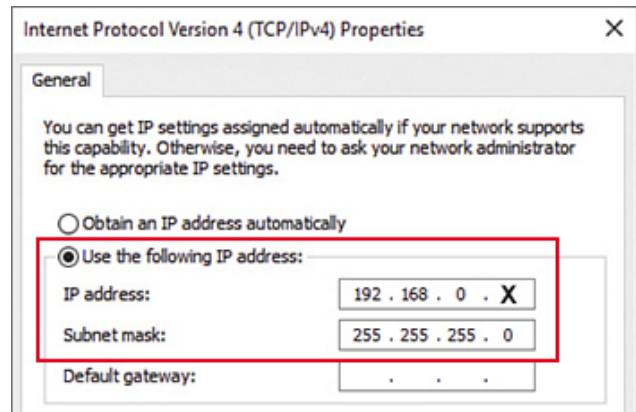 Internet Protocol Version 4 (TCP/IPv4) Properties
General
You can get IP settings assigned automatically if your network supports
this capability. Otherwise, you need to ask your network administrator
for the appropriate IP settings.
Obtain an IP address automatically
Use the following IP address:
IP address: 192 . 168 . 0 . X
Subnet mask: 255 . 255 . 255 . 0
Default gateway: . . .